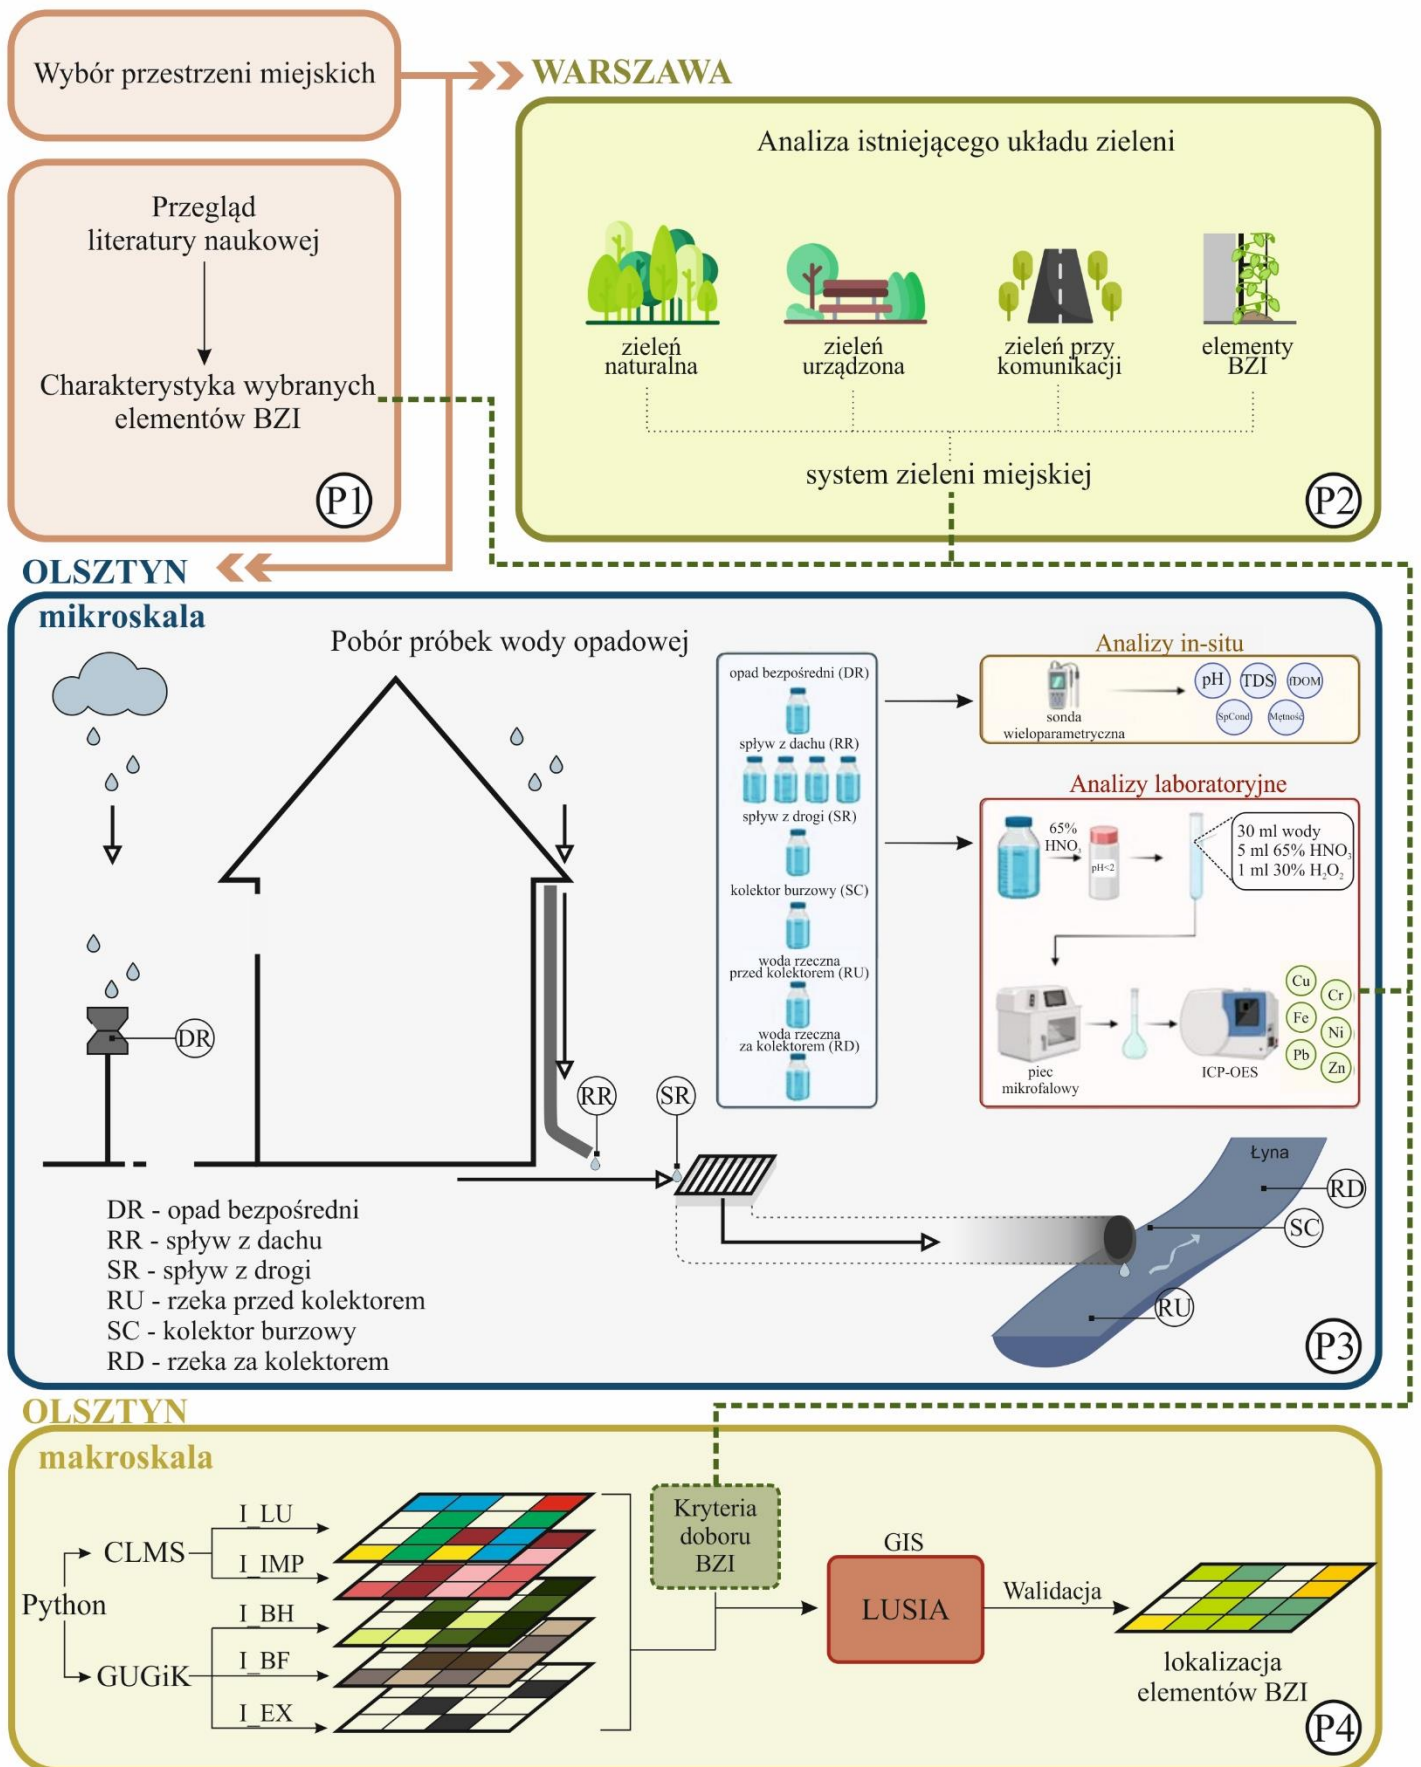 Wybór przestrzeni miejskich
WARSZAWA
Przegląd
literatury naukowej
Charakterystyka wybranych
elementów BZI
P1
Analiza istniejącego układu zieleni
zieleń
naturalna
zieleń
urządzona
zieleń przy
komunikacji
elementy
BZI
system zieleni miejskiej
P2
OLSZTYN
mikroskala
Pobór próbek wody opadowej
DR
RR
SR
opad bezpośredni (DR)
spływ z dachu (RR)
spływ z drogi (SR)
kolektor burzowy (SC)
woda rzeczna
przed kolektorem (RU)
woda rzeczna
za kolektorem (RD)
Analizy in-situ
sonda
wieloparametryczna
pH
TDS
fDOM
SpCond
Mętność
Analizy laboratoryjne
65%
HNO₃
pH<2
30 ml wody
5 ml 65% HNO₃
1 ml 30% H₂O₂
piec
mikrofalowy
ICP-OES
Cu
Cr
Fe
Ni
Pb
Zn
Łyna
RD
SC
RU
DR - opad bezpośredni
RR - spływ z dachu
SR - spływ z drogi
RU - rzeka przed kolektorem
SC - kolektor burzowy
RD - rzeka za kolektorem
P3
OLSZTYN
makroskala
Python
CLMS
GUGiK
I_LU
I_IMP
I_BH
I_BF
I_EX
Kryteria
doboru
BZI
GIS
LUSIA
Walidacja
lokalizacja
elementów BZI
P4